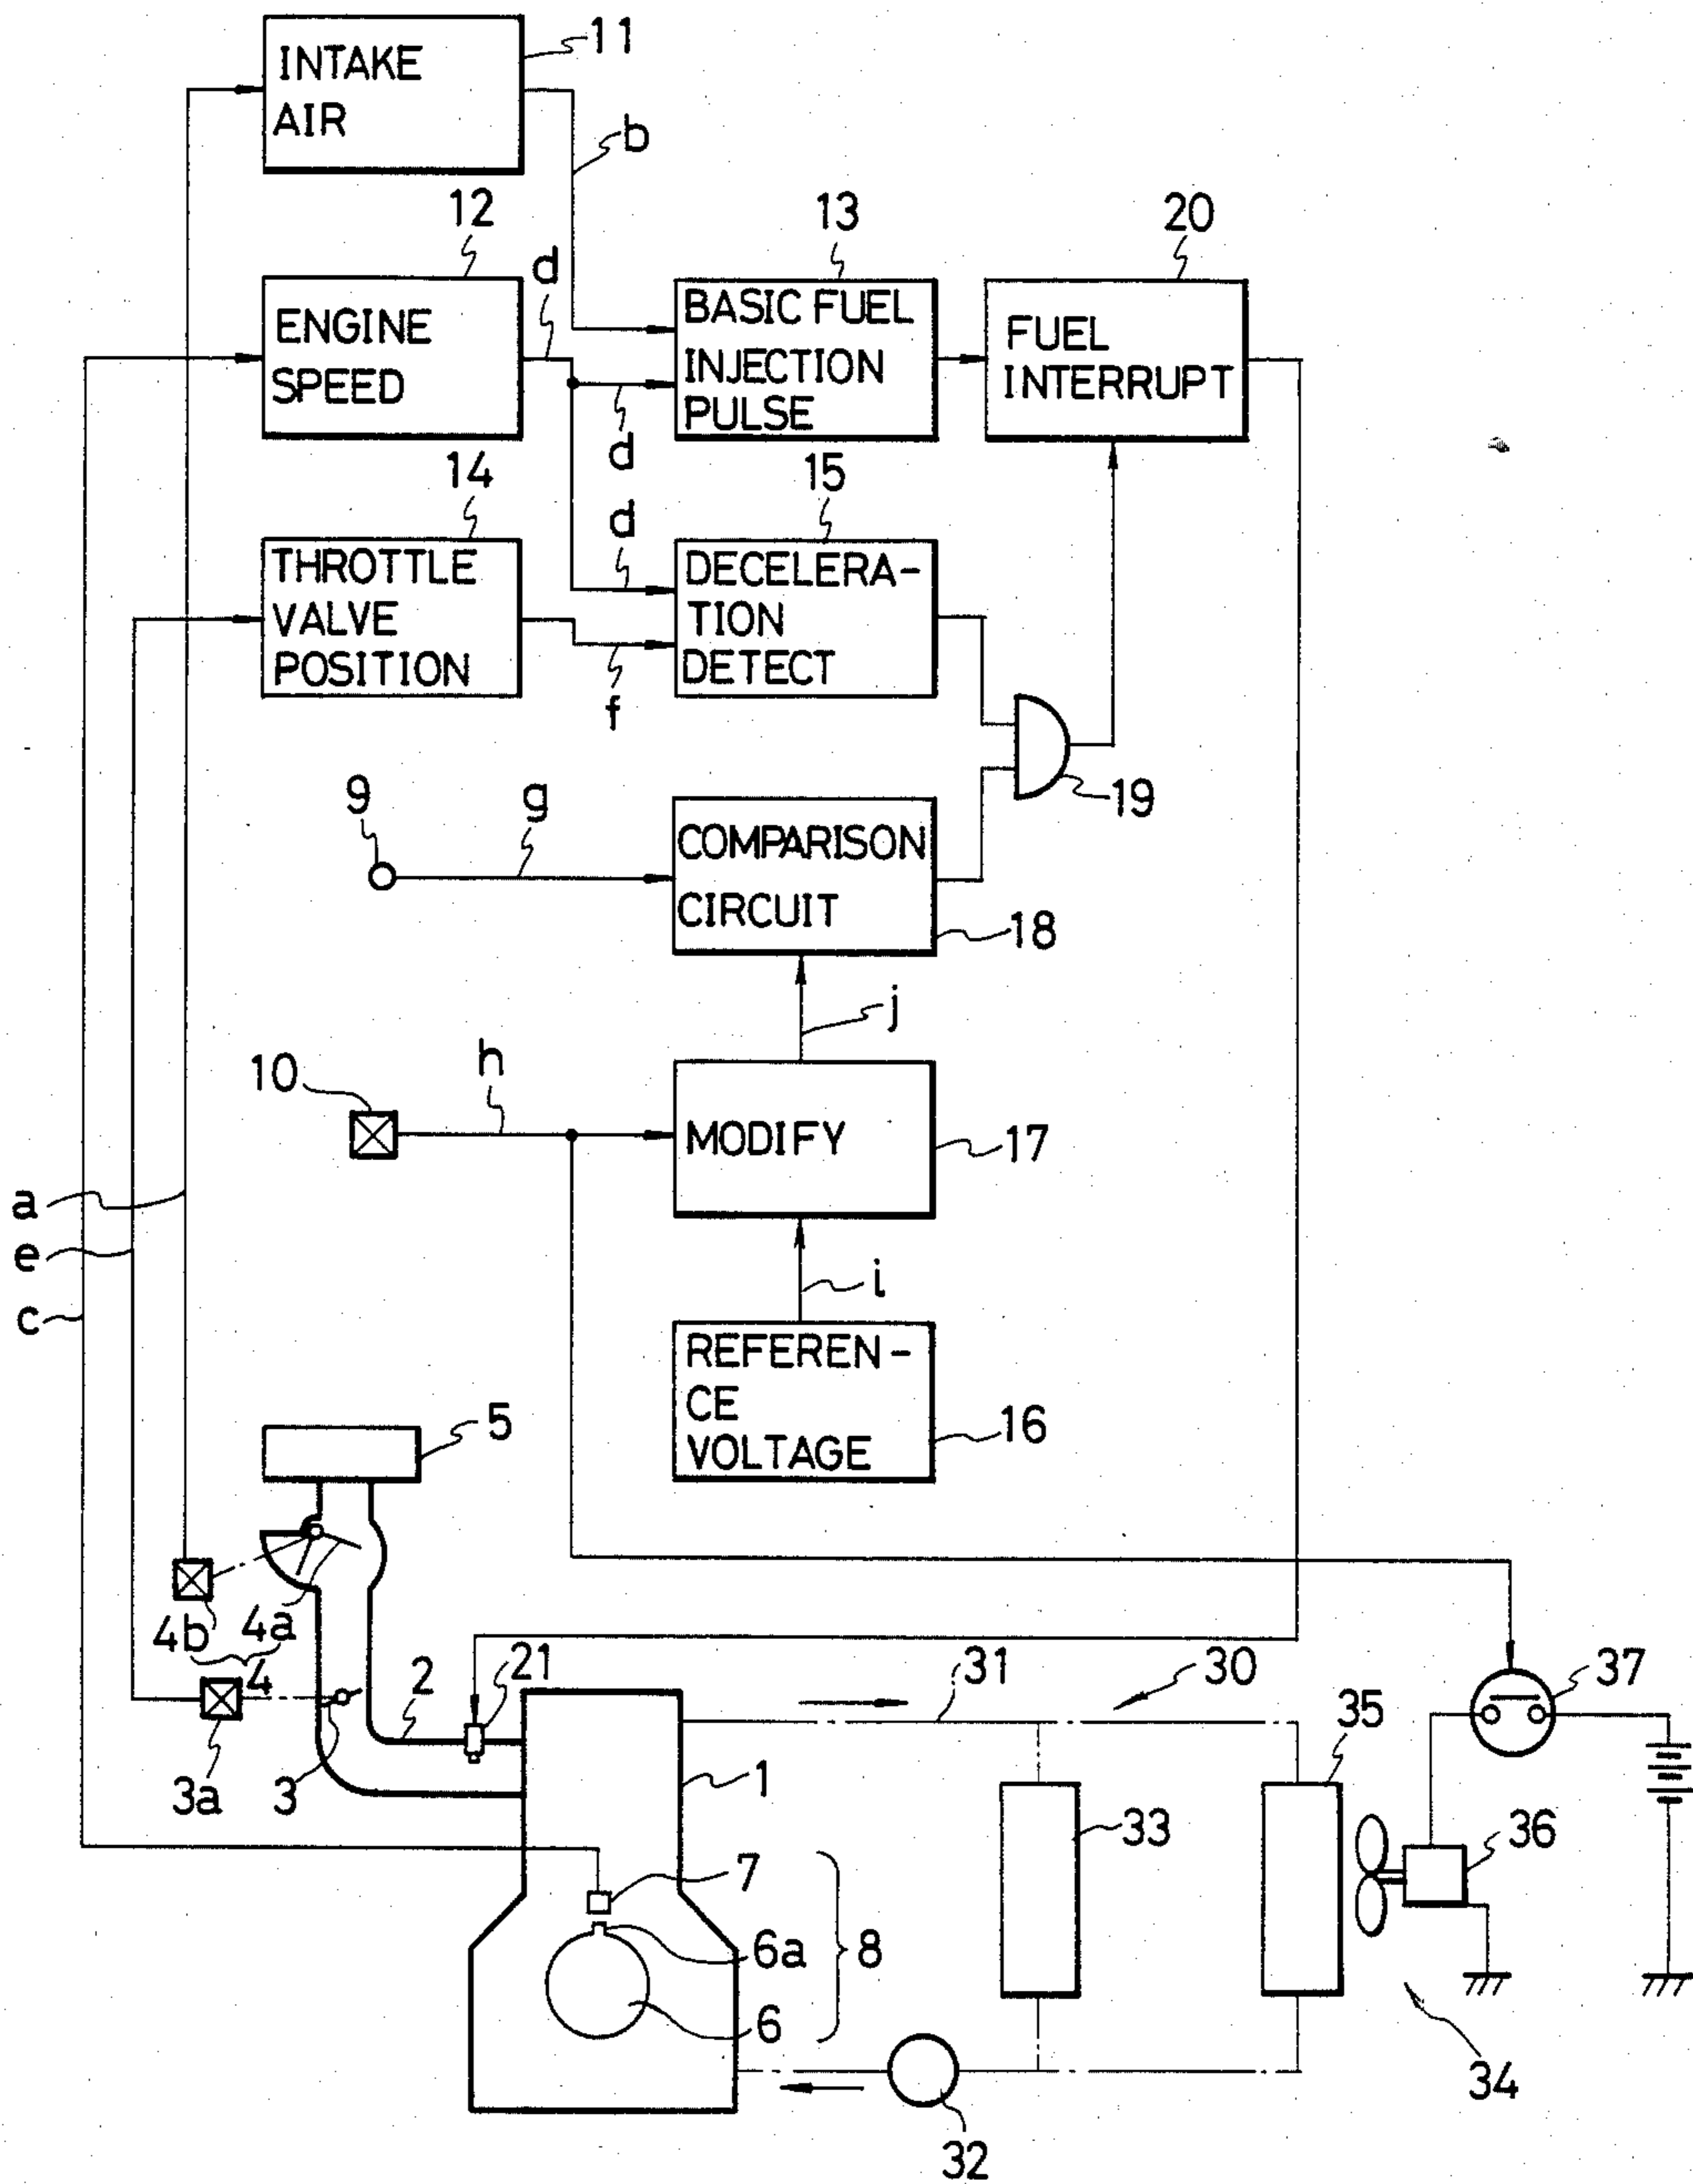 INTAKE
AIR
11
b
12
13
20
d
ENGINE
SPEED
BASIC FUEL
INJECTION
PULSE
FUEL
INTERRUPT
d
14
15
d
THROTTLE
VALVE
POSITION
DECELERA-
TION
DETECT
f
19
9
g
COMPARISON
CIRCUIT
18
j
10
h
MODIFY
17
a
e
c
i
REFEREN-
CE
VOLTAGE
16
5
4b
4a
4
2
21
31
30
37
35
3a
3
1
33
36
7
6a
8
6
34
32